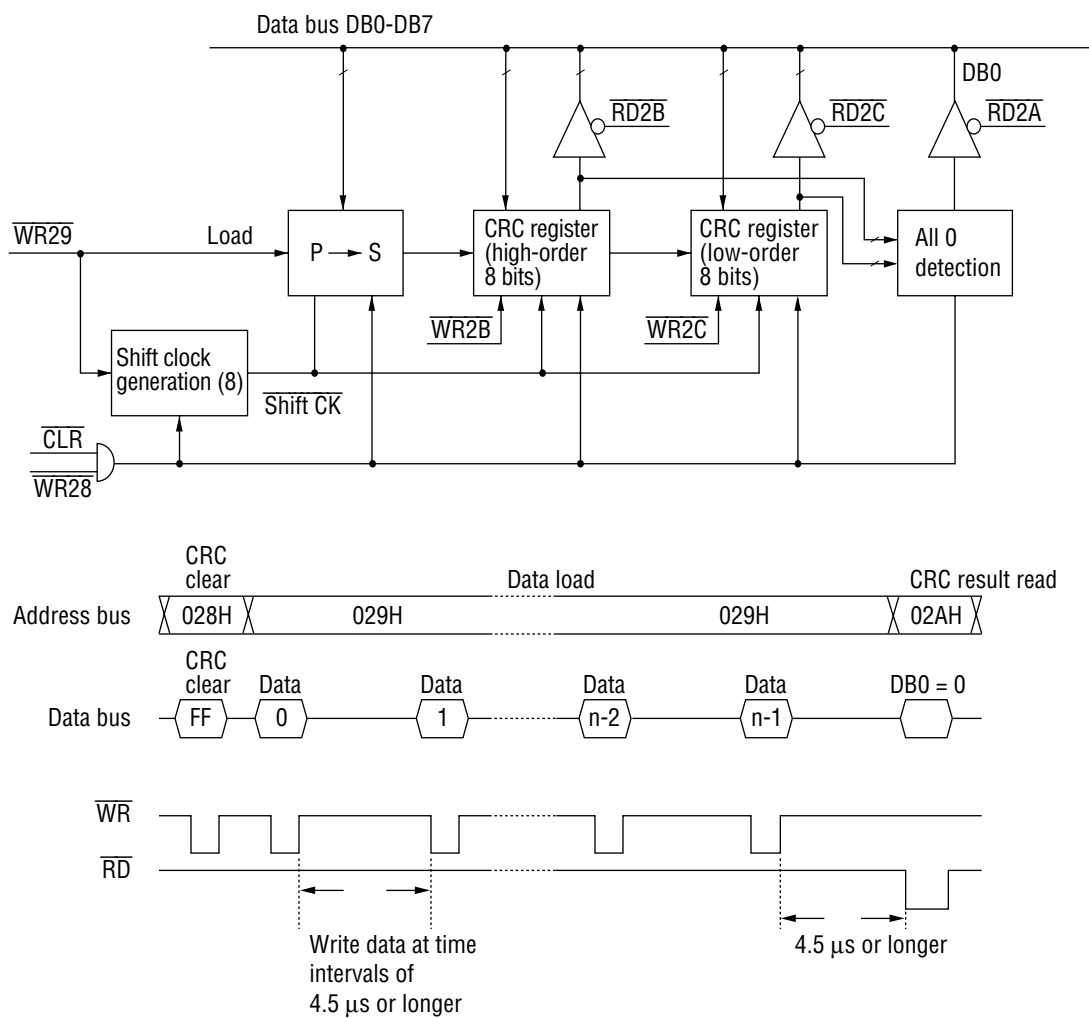 Data bus DB0-DB7
DB0
RD2B
RD2C
RD2A
WR29
Load
P
S
CRC register
(high-order
8 bits)
CRC register
(low-order
8 bits)
All 0
detection
WR2B
WR2C
Shift clock
generation (8)
Shift CK
CLR
WR28
CRC
clear
Data load
CRC result read
Address bus
028H
029H
029H
02AH
CRC
clear
Data
Data
Data
Data
DB0 = 0
Data bus
FF
0
1
n-2
n-1
WR
RD
Write data at time
intervals of
4.5 μs or longer
4.5 μs or longer